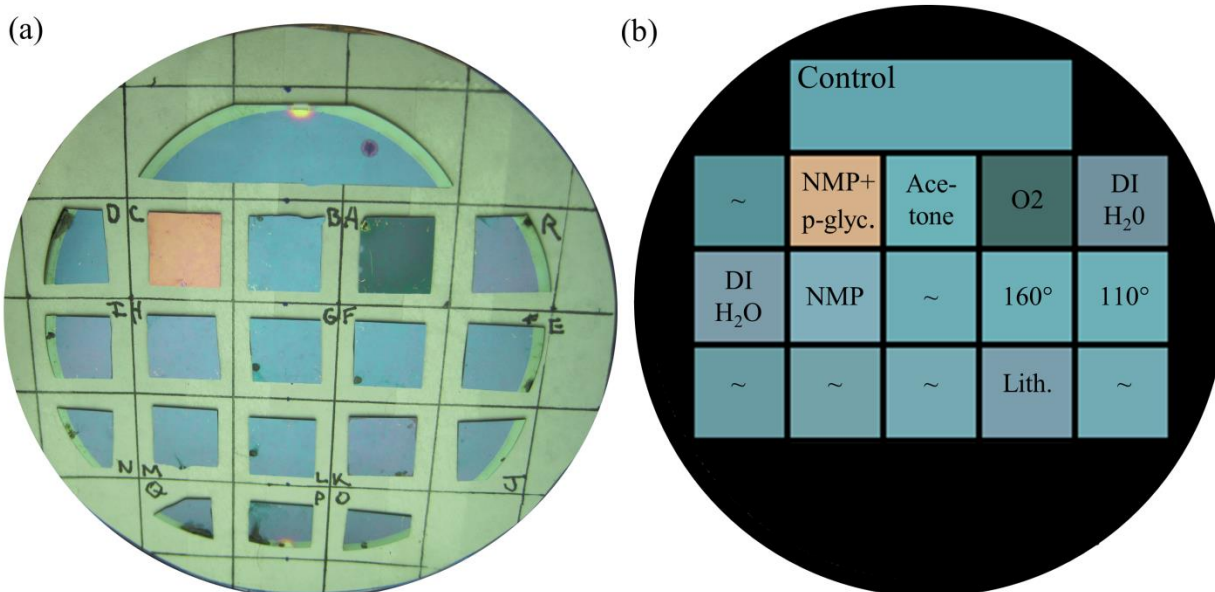 (a)
D C B A R
I H G F E
N M L K J
Q P O
(b)
Control
~
NMP+
p-glyc.
Ace-
tone
O2
DI
H₂0
DI
H₂O
NMP
~
160°
110°
~
~
~
Lith.
~